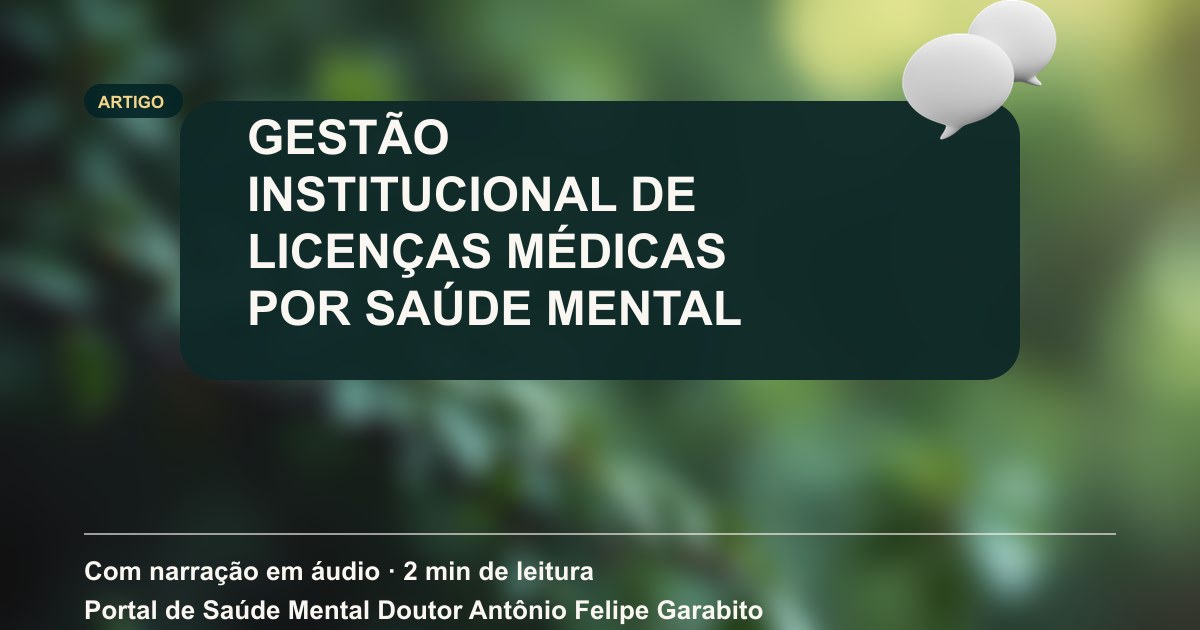 ARTIGO
GESTÃO
INSTITUCIONAL DE
LICENÇAS MÉDICAS
POR SAÚDE MENTAL
Com narração em áudio · 2 min de leitura
Portal de Saúde Mental Doutor Antônio Felipe Garabito